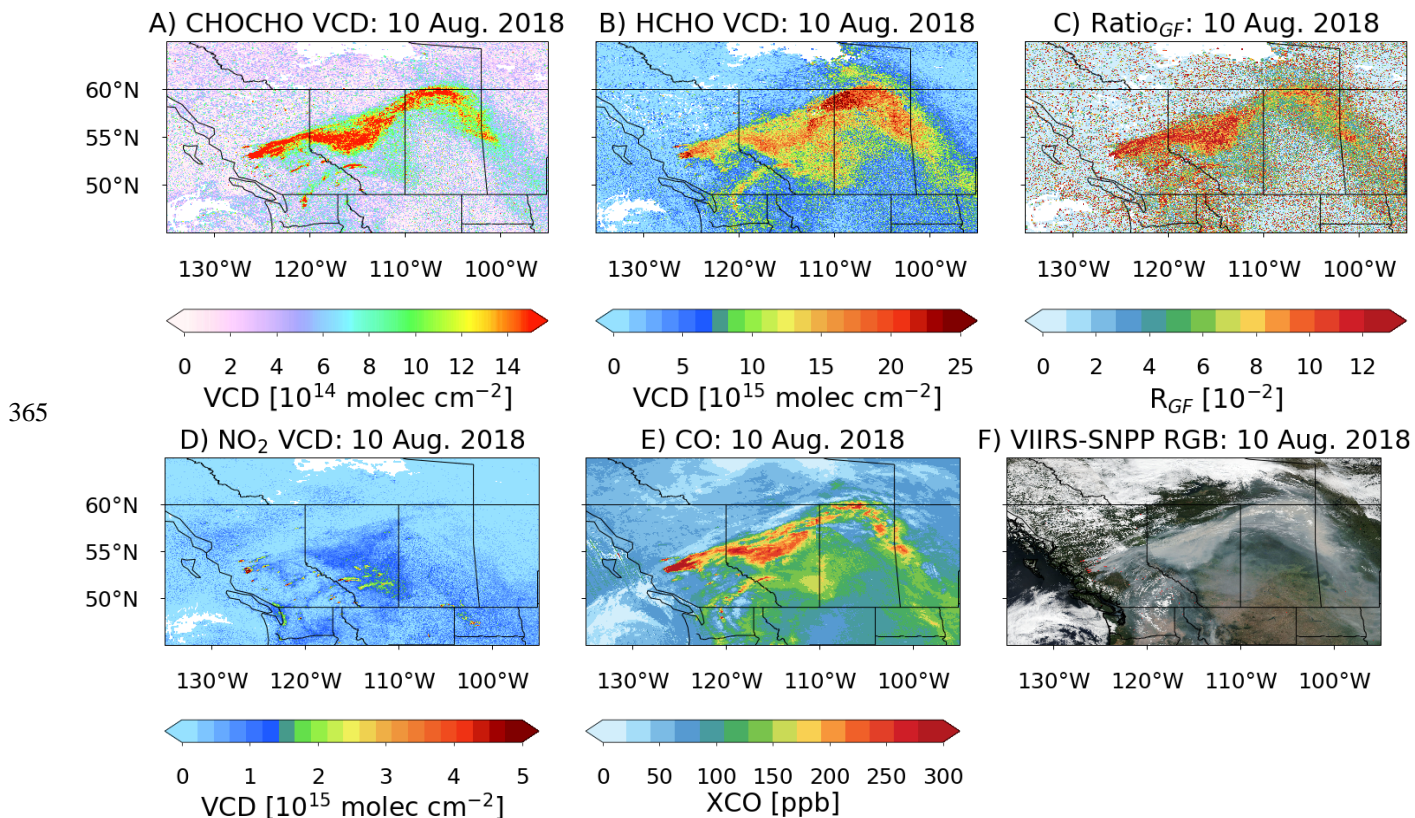 A) CHOCHO VCD: 10 Aug. 2018 B) HCHO VCD: 10 Aug. 2018 C) Ratio_GF: 10 Aug. 2018
60°N
55°N
50°N
130°W 120°W 110°W 100°W 130°W 120°W 110°W 100°W 130°W 120°W 110°W 100°W
0 2 4 6 8 10 12 14 0 5 10 15 20 25 0 2 4 6 8 10 12
VCD [10^14 molec cm^−2] VCD [10^15 molec cm^−2] R_GF [10^−2]
365
D) NO₂ VCD: 10 Aug. 2018 E) CO: 10 Aug. 2018 F) VIIRS-SNPP RGB: 10 Aug. 2018
60°N
55°N
50°N
130°W 120°W 110°W 100°W 130°W 120°W 110°W 100°W 130°W 120°W 110°W 100°W
0 1 2 3 4 5 0 50 100 150 200 250 300
VCD [10^15 molec cm^−2] XCO [ppb]